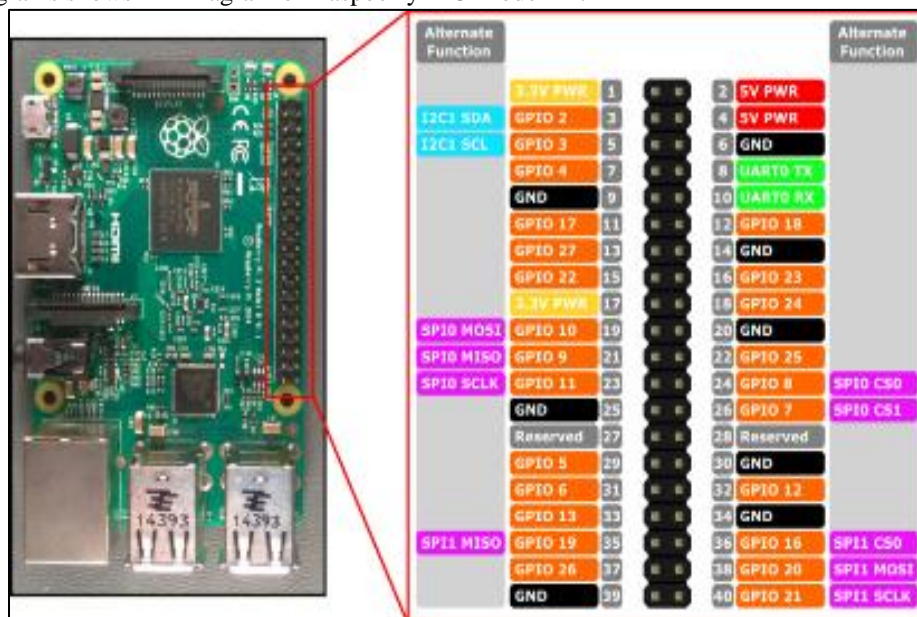 Alternate Function Alternate Function
3.3V PWR 1 2 5V PWR
I2C1 SDA GPIO 2 3 4 5V PWR
I2C1 SCL GPIO 3 5 6 GND
GPIO 4 7 8 UART0 TX
GND 9 10 UART0 RX
GPIO 17 11 12 GPIO 18
GPIO 27 13 14 GND
GPIO 22 15 16 GPIO 23
3.3V PWR 17 18 GPIO 24
SPI0 MOSI GPIO 10 19 20 GND
SPI0 MISO GPIO 9 21 22 GPIO 25
SPI0 SCLK GPIO 11 23 24 GPIO 8 SPI0 CS0
GND 25 26 GPIO 7 SPI0 CS1
Reserved 27 28 Reserved
GPIO 5 29 30 GND
GPIO 6 31 32 GPIO 12
GPIO 13 33 34 GND
SPI1 MISO GPIO 19 35 36 GPIO 16 SPI1 CS0
GPIO 26 37 38 GPIO 20 SPI1 MOSI
GND 39 40 GPIO 21 SPI1 SCLK
HDMI
CE FC
14393
14393